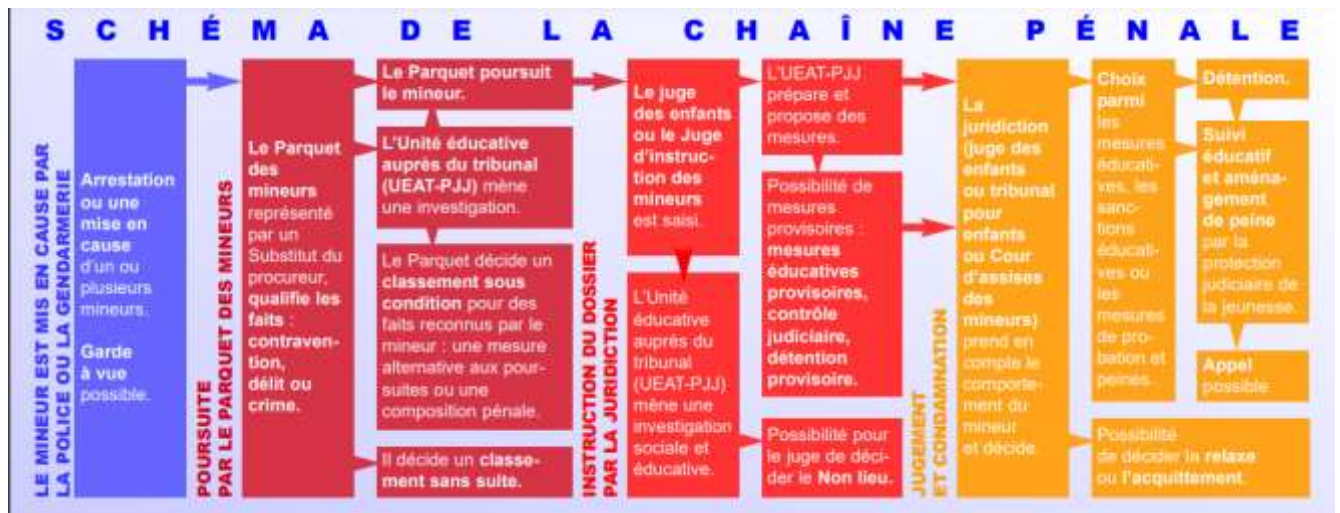 SCHÉMA DE LA CHAÎNE PÉNALE
LE MINEUR EST MIS EN CAUSE PAR
LA POLICE OU LA GENDARMERIE
Arrestation
ou une
mise en
cause
d'un ou
plusieurs
mineurs.
Garde
à vue
possible.
POURSUITE
PAR LE PARQUET DES MINEURS
Le Parquet
des
mineurs
représenté
par un
Substitut du
procureur,
qualifie les
faits :
contraven-
tion,
délit ou
crime.
Le Parquet poursuit
le mineur.
L'Unité éducative
auprès du tribunal
(UEAT-PJJ) mène
une investigation.
Le Parquet décide un
classement sous
condition pour des
faits reconnus par le
mineur : une mesure
alternative aux pour-
suites ou une
composition pénale.
Il décide un classe-
ment sans suite.
INSTRUCTION DU DOSSIER
PAR LA JURIDICTION
Le juge
des enfants
ou le Juge
d'instruc-
tion des
mineurs
est saisi.
L'Unité
éducative
auprès du
tribunal
(UEAT-PJJ)
mène une
investigation
sociale et
éducative.
L'UEAT-PJJ
prépare et
propose des
mesures.
Possibilité de
mesures
provisoires :
mesures
éducatives
provisoires,
contrôle
judiciaire,
détention
provisoire.
Possibilité pour
le juge de déci-
der le Non lieu.
JUGEMENT
ET CONDAMNATION
La
juridiction
(juge des
enfants
ou tribunal
pour
enfants
ou Cour
d'assises
des
mineurs)
prend en
compte le
comporte-
ment du
mineur
et décide.
Choix
parmi
les
mesures
éducati-
ves, les
sanc-
tions
éducati-
ves ou
les
mesures
de pro-
bation et
peines.
Détention.
Suivi
éducatif
et aména-
gement
de peine
par la
protection
judiciaire de
la jeunesse.
Appel
possible
Possibilité
de décider la relaxe
ou l'acquittement.